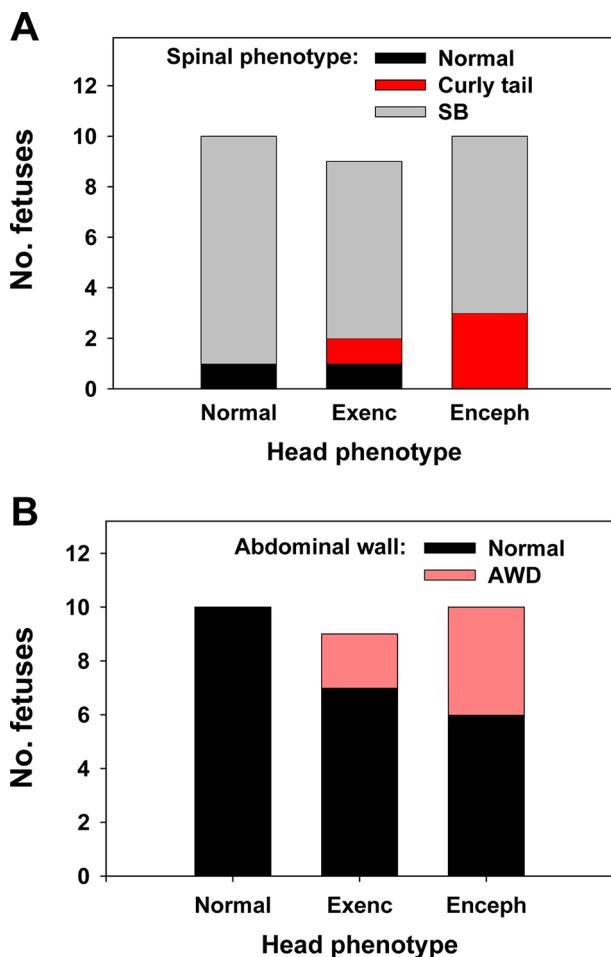 A
Spinal phenotype: Normal
Curly tail
SB
12
10
8
6
4
2
0
No. fetuses
Normal Exenc Enceph
Head phenotype
B
Abdominal wall: Normal
AWD
12
10
8
6
4
2
0
No. fetuses
Normal Exenc Enceph
Head phenotype